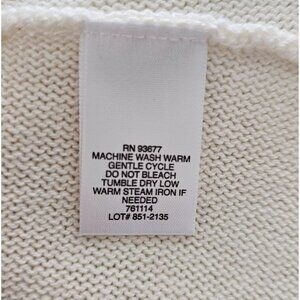 RN 93677
MACHINE WASH WARM
GENTLE CYCLE
DO NOT BLEACH
TUMBLE DRY LOW
WARM STEAM IRON IF
NEEDED
761114
LOT# 851-2135